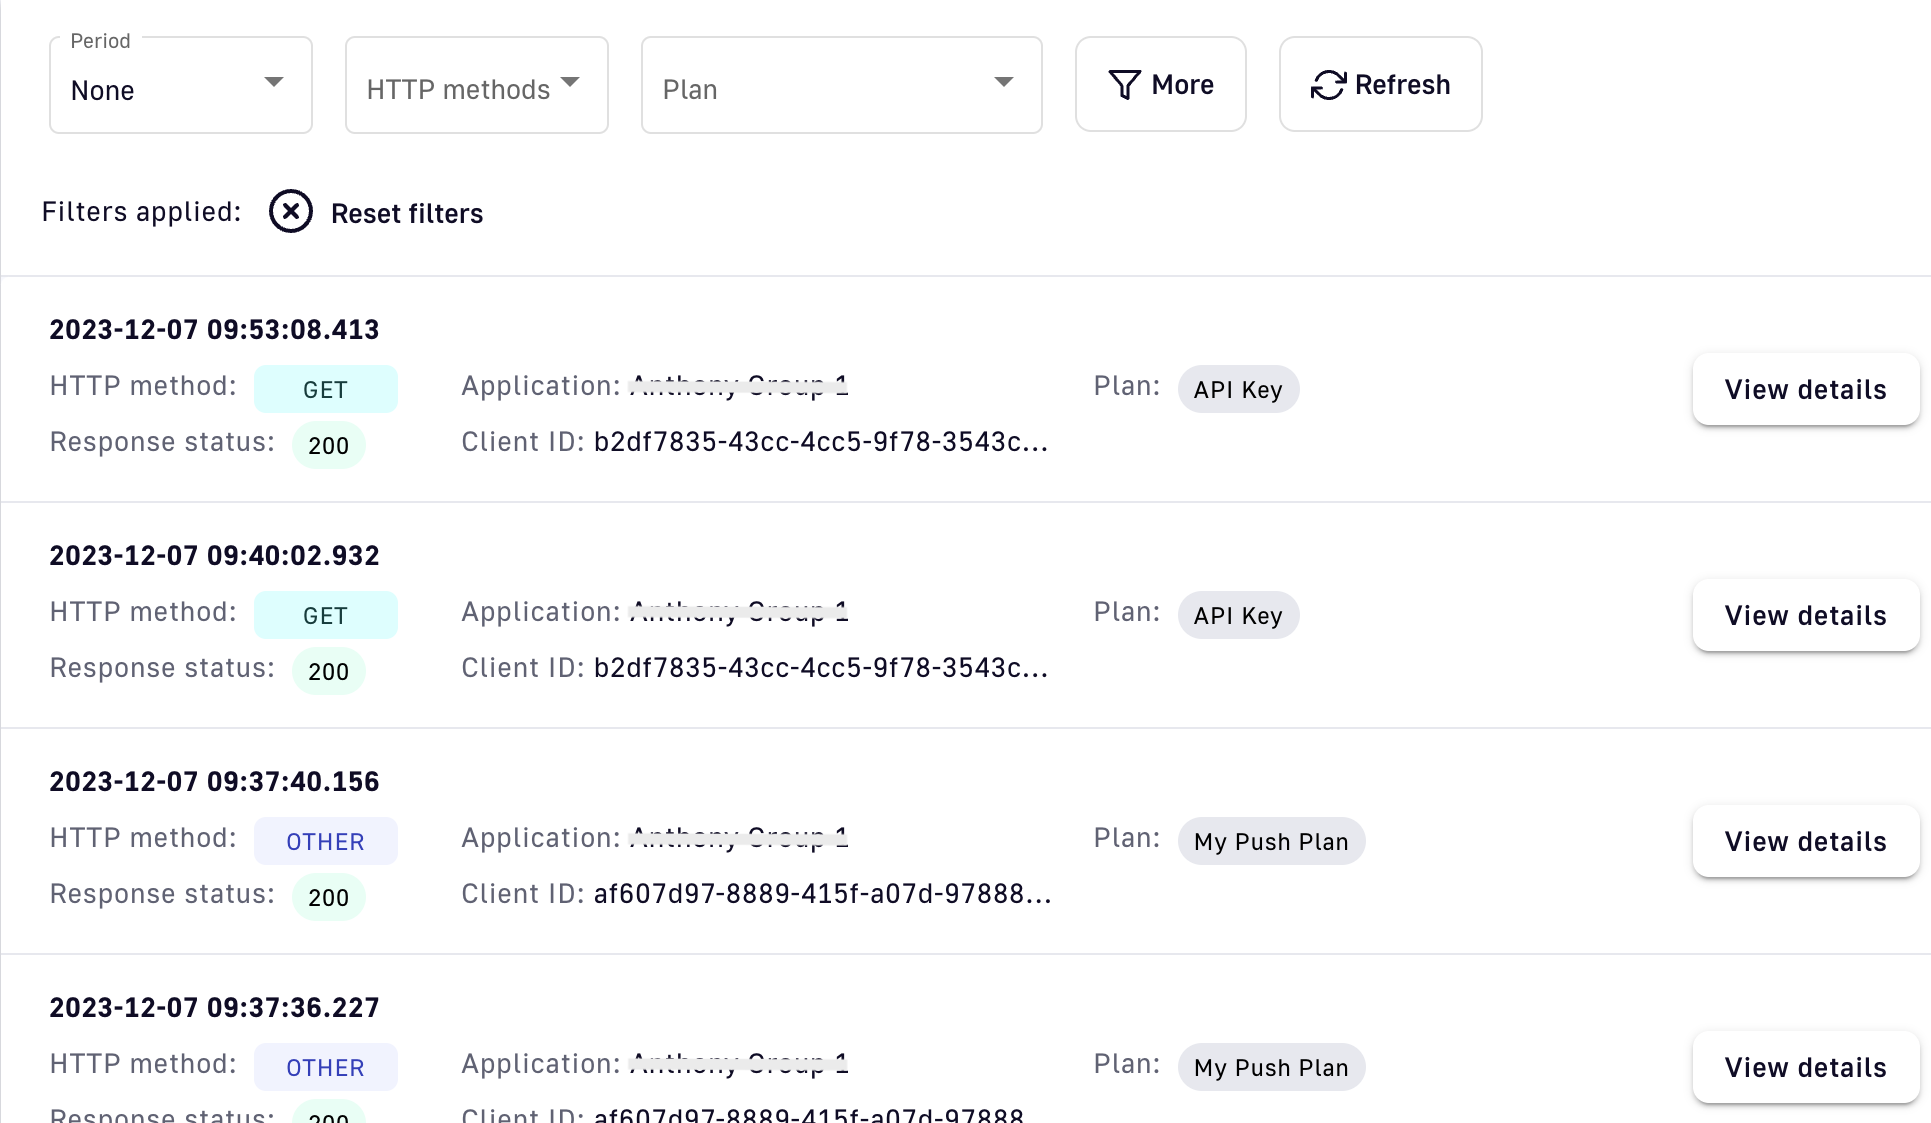 Period
None
HTTP methods
Plan
More
Refresh
Filters applied:
Reset filters
2023-12-07 09:53:08.413
HTTP method: GET
Application: Anthony Group 1
Plan: API Key
View details
Response status: 200
Client ID: b2df7835-43cc-4cc5-9f78-3543c...
2023-12-07 09:40:02.932
HTTP method: GET
Application: Anthony Group 1
Plan: API Key
View details
Response status: 200
Client ID: b2df7835-43cc-4cc5-9f78-3543c...
2023-12-07 09:37:40.156
HTTP method: OTHER
Application: Anthony Group 1
Plan: My Push Plan
View details
Response status: 200
Client ID: af607d97-8889-415f-a07d-97888...
2023-12-07 09:37:36.227
HTTP method: OTHER
Application: Anthony Group 1
Plan: My Push Plan
View details
Response status: 200
Client ID: af607d97-8889-415f-a07d-97888